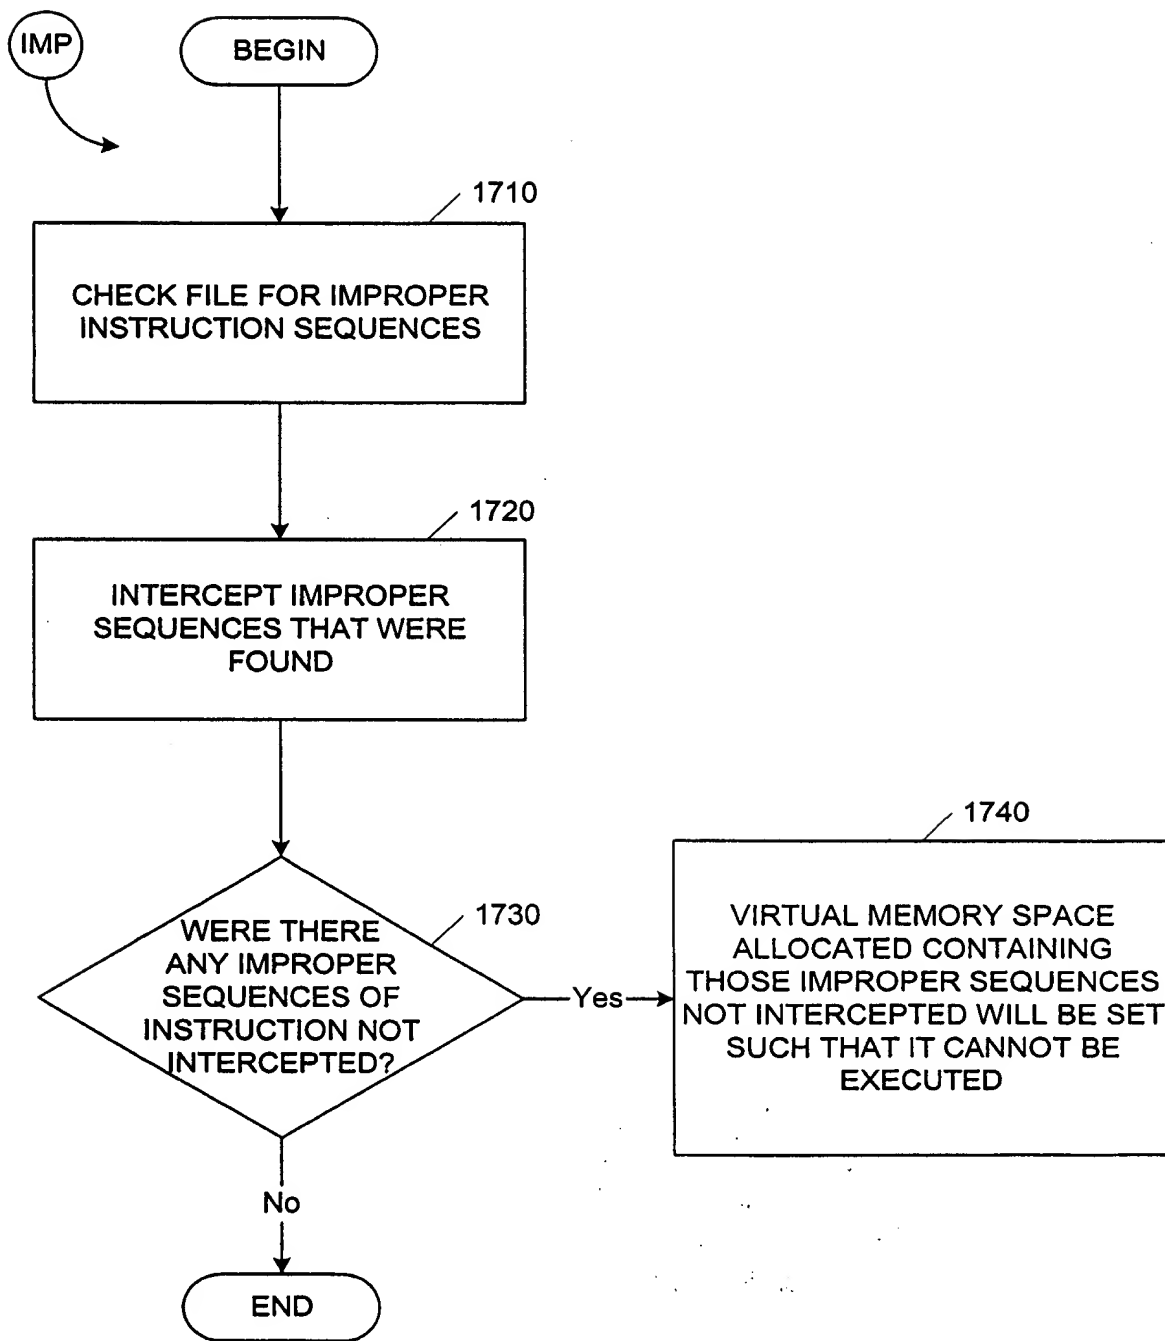 IMP
BEGIN
1710
CHECK FILE FOR IMPROPER
INSTRUCTION SEQUENCES
1720
INTERCEPT IMPROPER
SEQUENCES THAT WERE
FOUND
1730
WERE THERE
ANY IMPROPER
SEQUENCES OF
INSTRUCTION NOT
INTERCEPTED?
Yes
1740
VIRTUAL MEMORY SPACE
ALLOCATED CONTAINING
THOSE IMPROPER SEQUENCES
NOT INTERCEPTED WILL BE SET
SUCH THAT IT CANNOT BE
EXECUTED
No
END